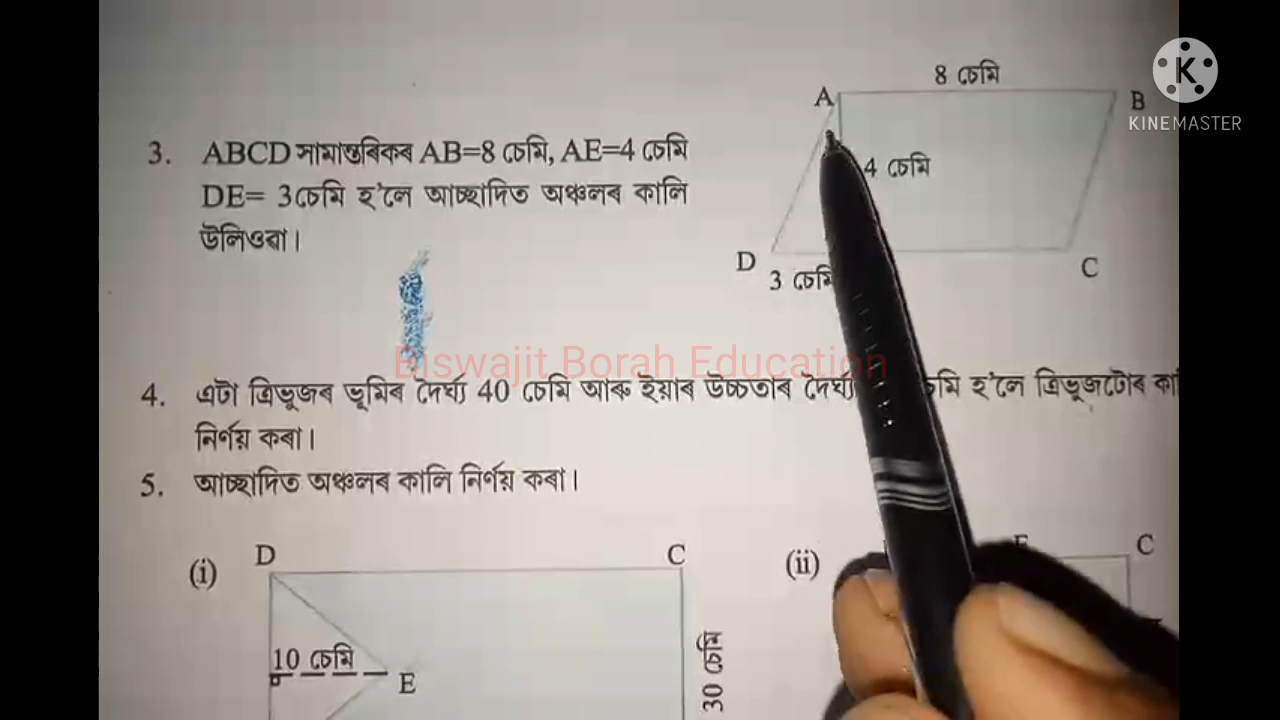 8 চেমি
A
B
KINEMASTER
3. ABCD সামান্তৰিকৰ AB=8 চেমি, AE=4 চেমি
4 চেমি
DE= 3চেমি হ'লে আচ্ছাদিত অঞ্চলৰ কালি
উলিওৱা।
D
C
3 চেমি
Biswajit Borah Education
4. এটা ত্ৰিভুজৰ ভূমিৰ দৈৰ্ঘ্য 40 চেমি আৰু ইয়াৰ উচ্চতাৰ দৈৰ্ঘ্য হ'লে ত্ৰিভুজটোৰ
নিৰ্ণয় কৰা।
5. আচ্ছাদিত অঞ্চলৰ কালি নিৰ্ণয় কৰা।
(i) D C
(ii) C
10 চেমি
E
30 চেমি